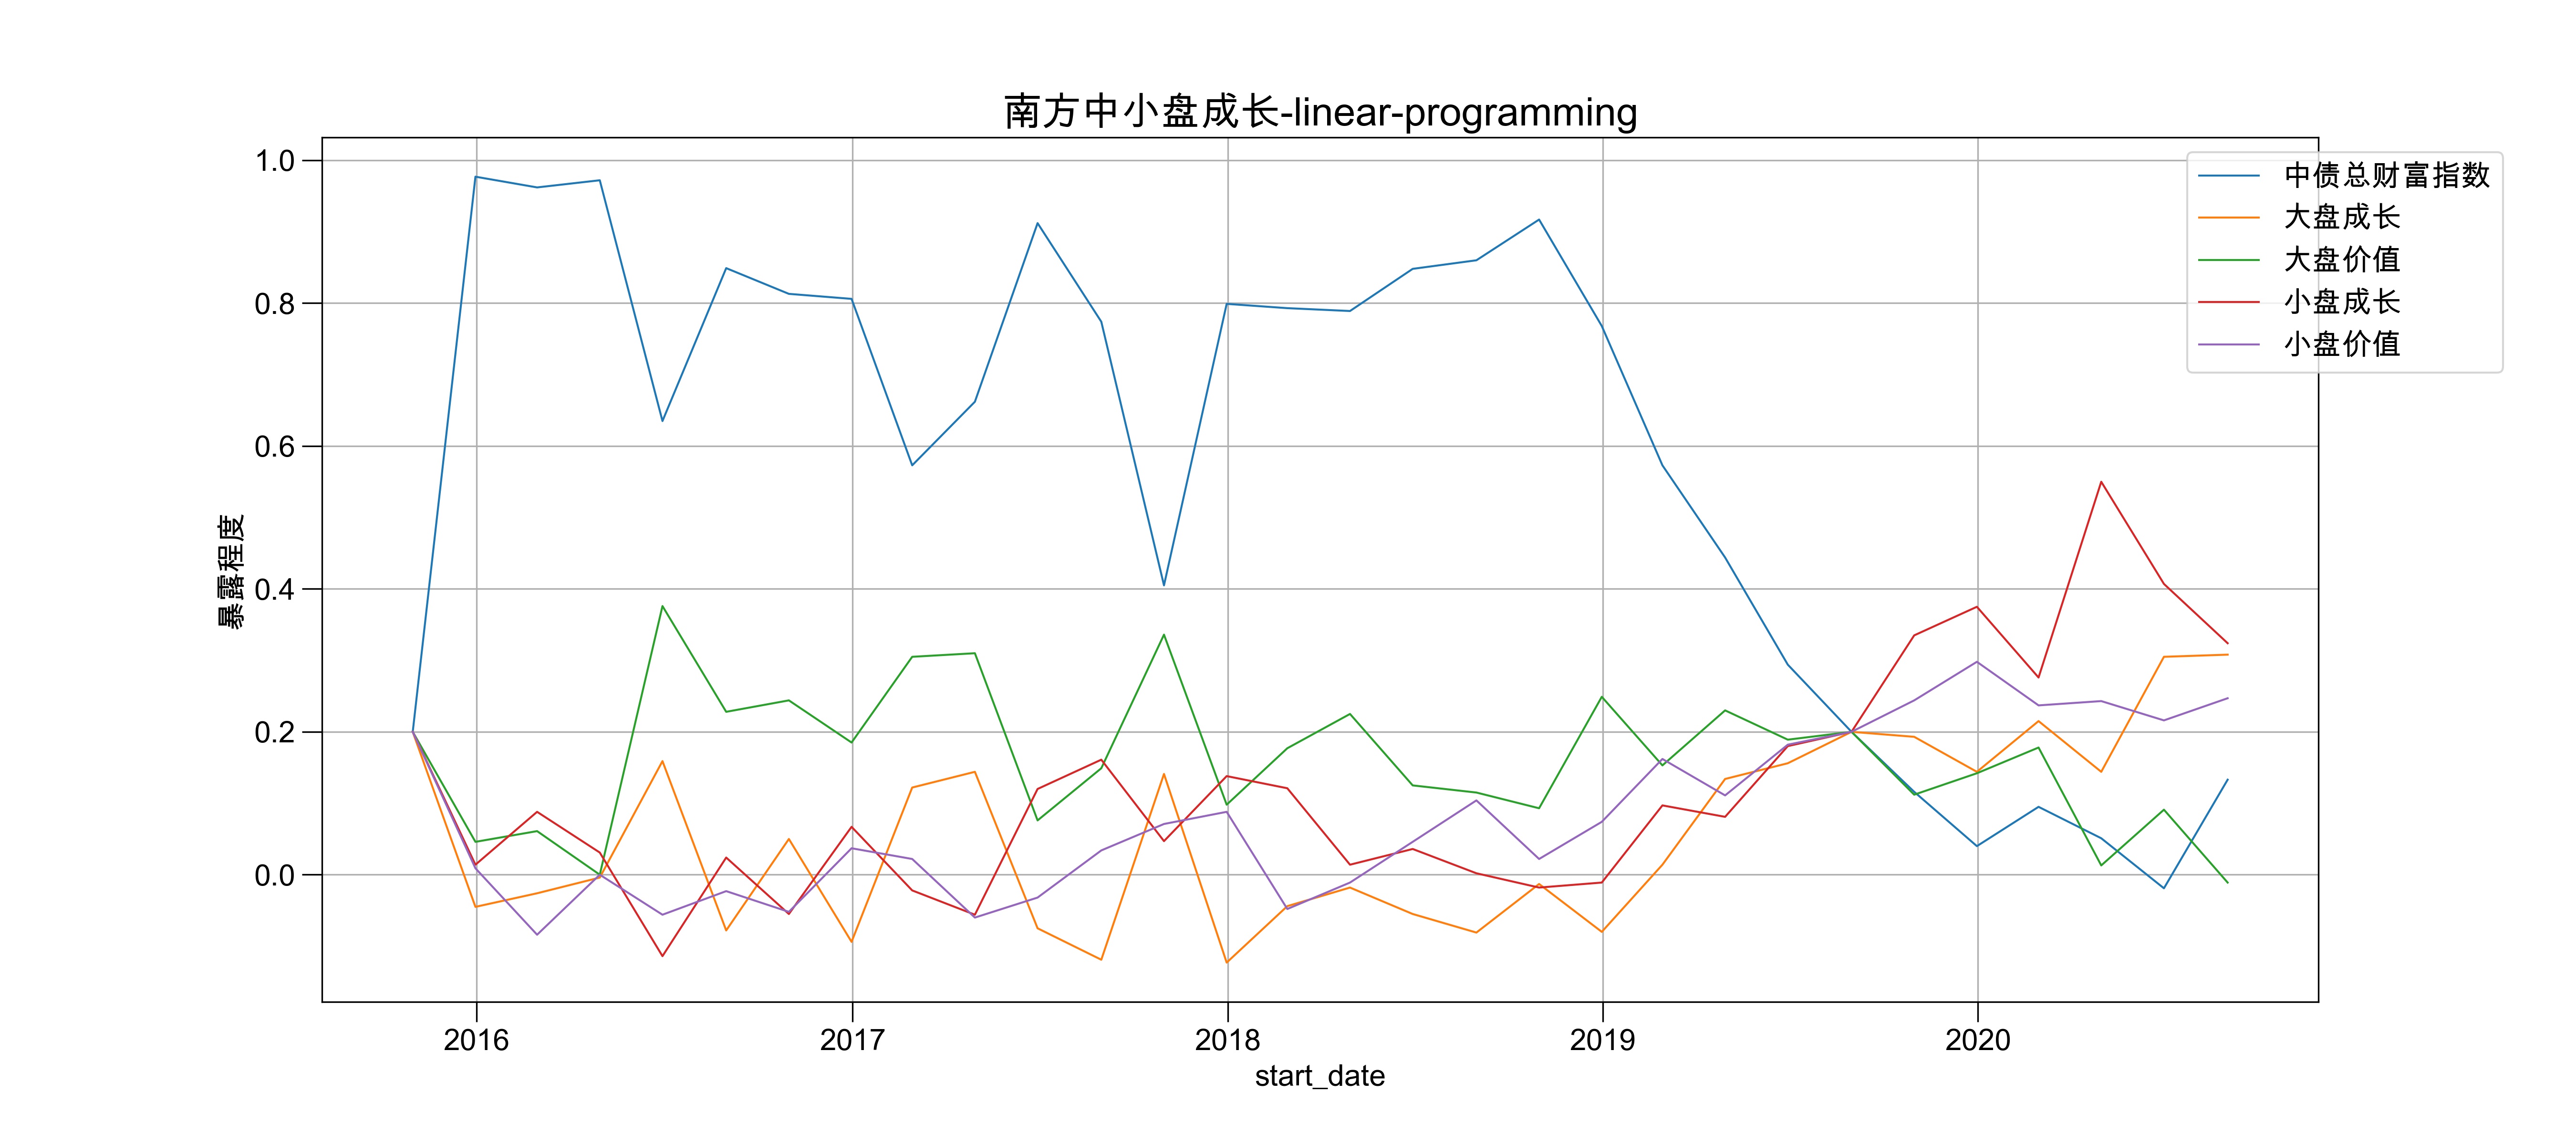 南方中小盘成长-linear-programming
中债总财富指数
大盘成长
大盘价值
小盘成长
小盘价值
暴露程度
1.0
0.8
0.6
0.4
0.2
0.0
2016 2017 2018 2019 2020
start_date